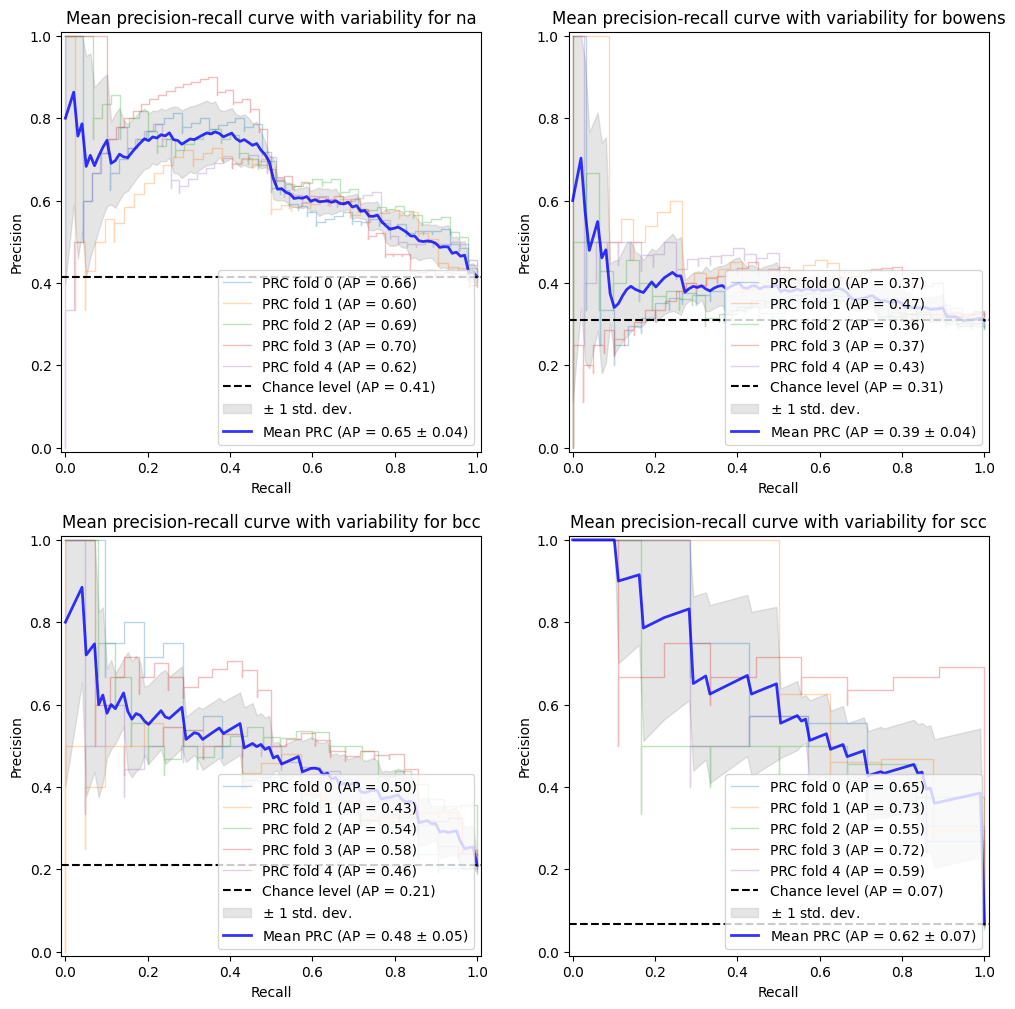 Mean precision-recall curve with variability for na
Precision
1.0
0.8
0.6
0.4
0.2
0.0
PRC fold 0 (AP = 0.66)
PRC fold 1 (AP = 0.60)
PRC fold 2 (AP = 0.69)
PRC fold 3 (AP = 0.70)
PRC fold 4 (AP = 0.62)
Chance level (AP = 0.41)
± 1 std. dev.
Mean PRC (AP = 0.65 ± 0.04)
0.0 0.2 0.4 0.6 0.8 1.0
Recall
Mean precision-recall curve with variability for bowens
Precision
1.0
0.8
0.6
0.4
0.2
0.0
PRC fold 0 (AP = 0.37)
PRC fold 1 (AP = 0.47)
PRC fold 2 (AP = 0.36)
PRC fold 3 (AP = 0.37)
PRC fold 4 (AP = 0.43)
Chance level (AP = 0.31)
± 1 std. dev.
Mean PRC (AP = 0.39 ± 0.04)
0.0 0.2 0.4 0.6 0.8 1.0
Recall
Mean precision-recall curve with variability for bcc
Precision
1.0
0.8
0.6
0.4
0.2
0.0
PRC fold 0 (AP = 0.50)
PRC fold 1 (AP = 0.43)
PRC fold 2 (AP = 0.54)
PRC fold 3 (AP = 0.58)
PRC fold 4 (AP = 0.46)
Chance level (AP = 0.21)
± 1 std. dev.
Mean PRC (AP = 0.48 ± 0.05)
0.0 0.2 0.4 0.6 0.8 1.0
Recall
Mean precision-recall curve with variability for scc
Precision
1.0
0.8
0.6
0.4
0.2
0.0
PRC fold 0 (AP = 0.65)
PRC fold 1 (AP = 0.73)
PRC fold 2 (AP = 0.55)
PRC fold 3 (AP = 0.72)
PRC fold 4 (AP = 0.59)
Chance level (AP = 0.07)
± 1 std. dev.
Mean PRC (AP = 0.62 ± 0.07)
0.0 0.2 0.4 0.6 0.8 1.0
Recall